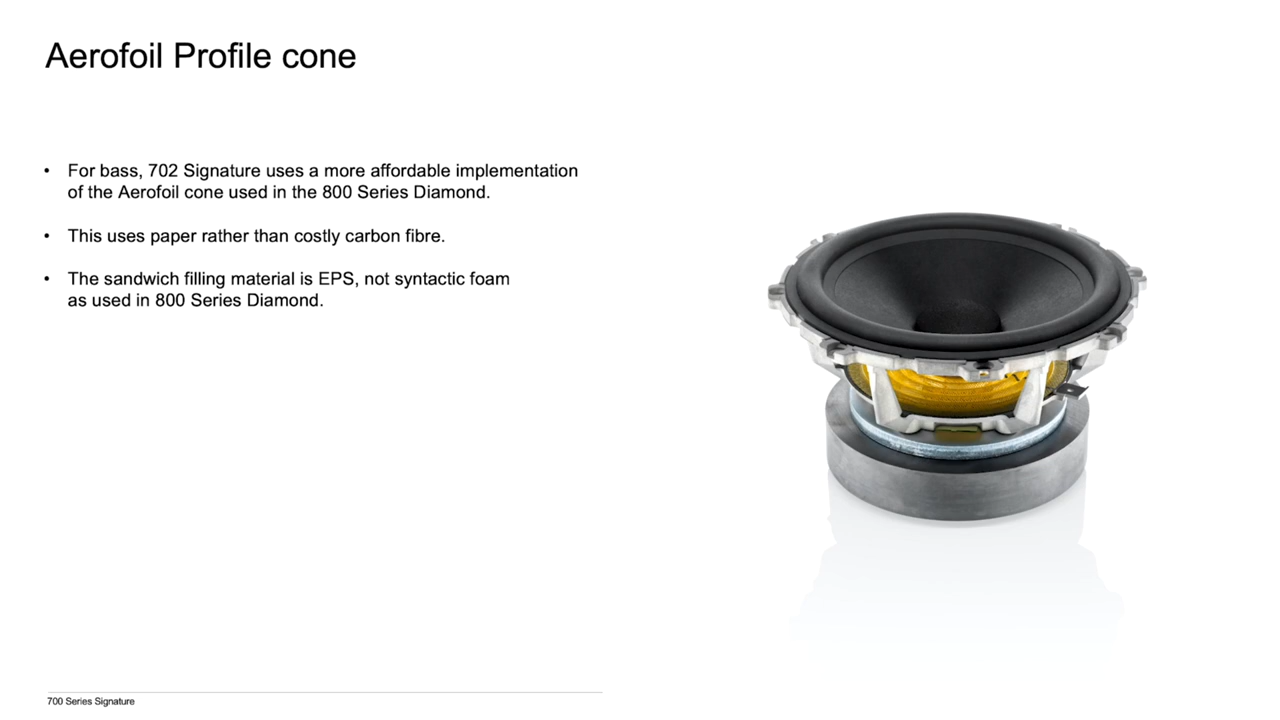 Aerofoil Profile cone
• For bass, 702 Signature uses a more affordable implementation
of the Aerofoil cone used in the 800 Series Diamond.
• This uses paper rather than costly carbon fibre.
• The sandwich filling material is EPS, not syntactic foam
as used in 800 Series Diamond.
700 Series Signature